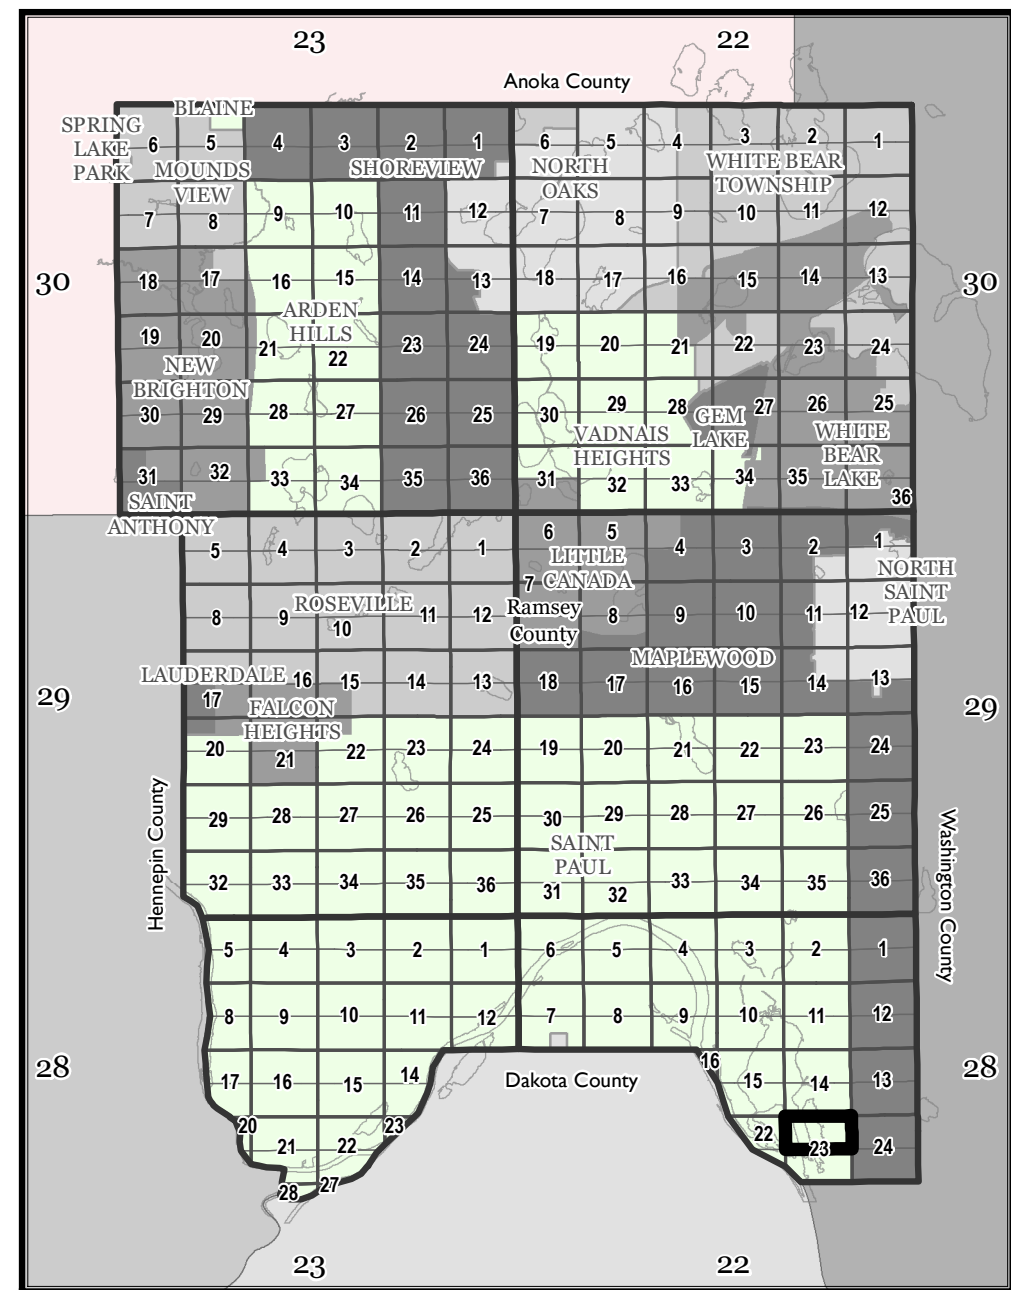 23 22
Anoka County
BLAINE
SPRING
LAKE
PARK
6 5 4 3 2 1 6 5 4 3 2 1
MOUNDS
VIEW
SHOREVIEW
NORTH
OAKS
WHITE BEAR
TOWNSHIP
7 8 9 10 11 12 7 8 9 10 11 12
30 18 17 16 15 14 13 18 17 16 15 14 13 30
ARDEN
HILLS
19 20 21 22 23 24 19 20 21 22 23 24
NEW
BRIGHTON
30 29 28 27 26 25 30 29 28 27 26 25
GEM
LAKE
VADNAIS
HEIGHTS
WHITE
BEAR
LAKE
31 32 33 34 35 36 31 32 33 34 35 36
SAINT
ANTHONY
5 4 3 2 1 6 5 4 3 2 1
LITTLE
CANADA
NORTH
SAINT
PAUL
8 9 10 11 12 7 8 9 10 11 12
ROSEVILLE
Ramsey
County
MAPLEWOOD
LAUDERDALE
29 17 16 15 14 13 18 17 16 15 14 13 29
FALCON
HEIGHTS
20 21 22 23 24 19 20 21 22 23 24
29 28 27 26 25 30 29 28 27 26 25
Hennepin County
SAINT
PAUL
Washington County
32 33 34 35 36 31 32 33 34 35 36
5 4 3 2 1 6 5 4 3 2 1
8 9 10 11 12 7 8 9 10 11 12
28 17 16 15 14 16 15 14 13 28
Dakota County
20 21 22 23 22 23 24
28 27
23 22